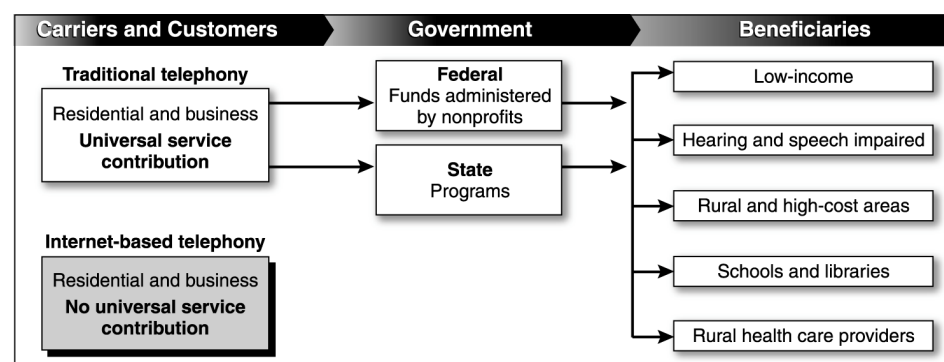 Carriers and Customers
Government
Beneficiaries
Traditional telephony
Residential and business
Universal service
contribution
Internet-based telephony
Residential and business
No universal service
contribution
Federal
Funds administered
by nonprofits
State
Programs
Low-income
Hearing and speech impaired
Rural and high-cost areas
Schools and libraries
Rural health care providers